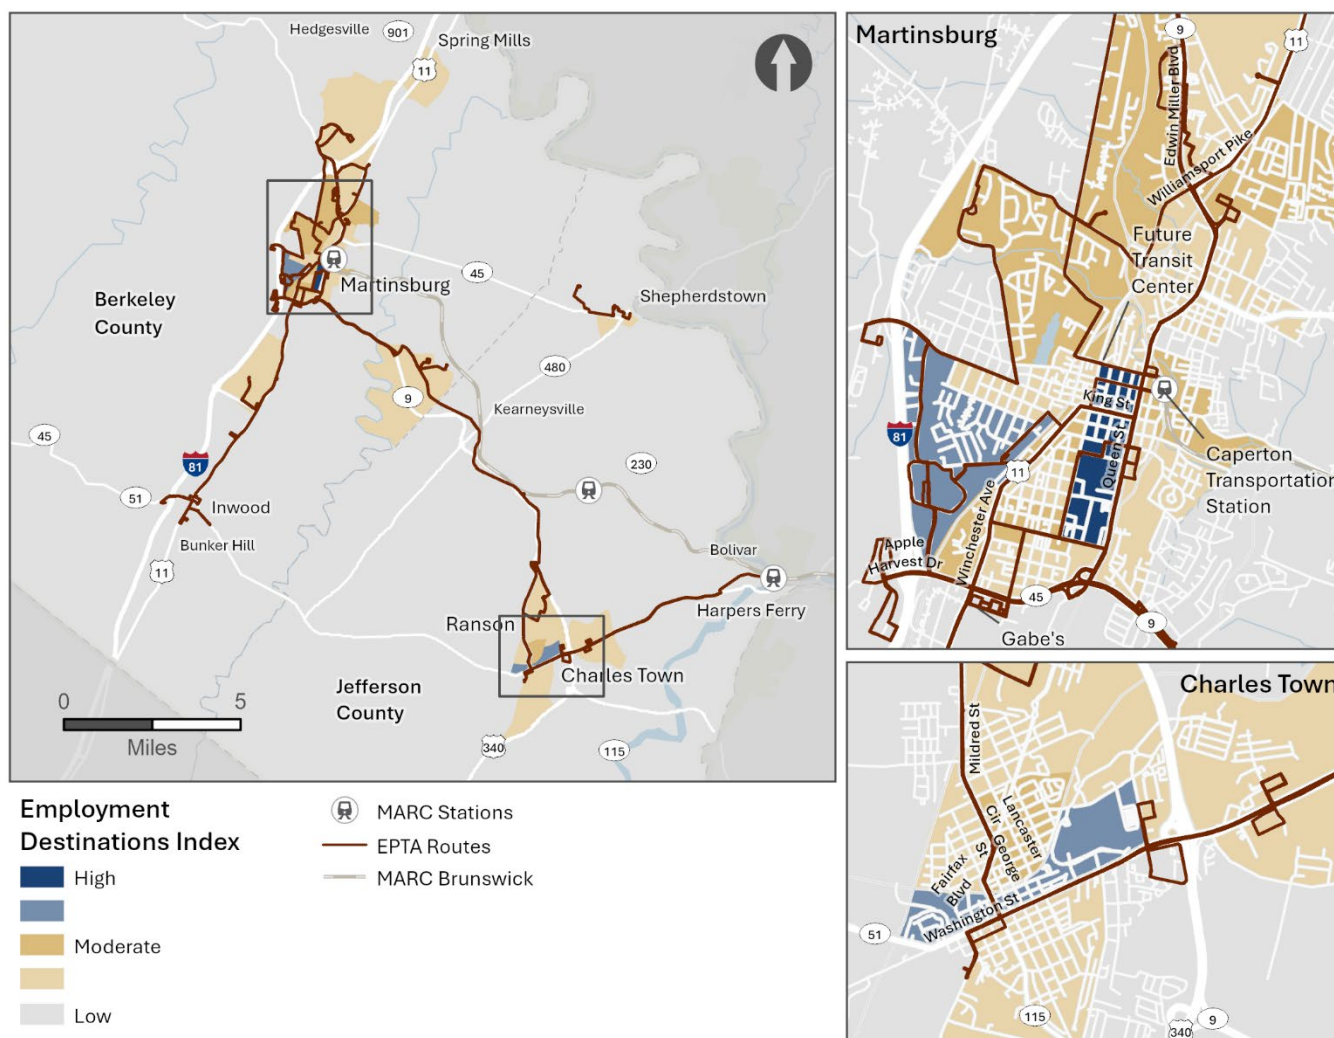 Hedgesville
901
Spring Mills
11
Berkeley
County
Martinsburg
45
Shepherdstown
480
9
Kearneysville
45
81
230
51
Inwood
Bunker Hill
11
Bolivar
Harpers Ferry
Ranson
Charles Town
Jefferson
County
0
5
Miles
340
115
Martinsburg
9
11
Edwin Miller Blvd
Williamsport Pike
Future
Transit
Center
King St
Queen St
81
11
Caperton
Transportation
Station
Winchester Ave
Apple
Harvest Dr
45
9
Gabe's
Charles Town
Mildred St
Lancaster
Cir
George
St
Fairfax
Blvd
Washington St
51
115
340
9
Employment
Destinations Index
High
Moderate
Low
MARC Stations
EPTA Routes
MARC Brunswick